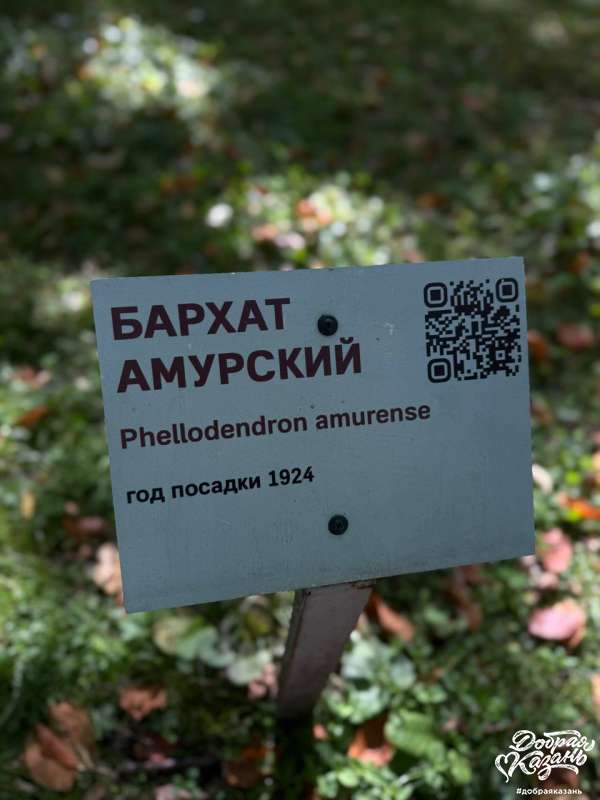 БАРХАТ
АМУРСКИЙ
Phellodendron amurense
год посадки 1924
Добрая
Казань
#добраяказань